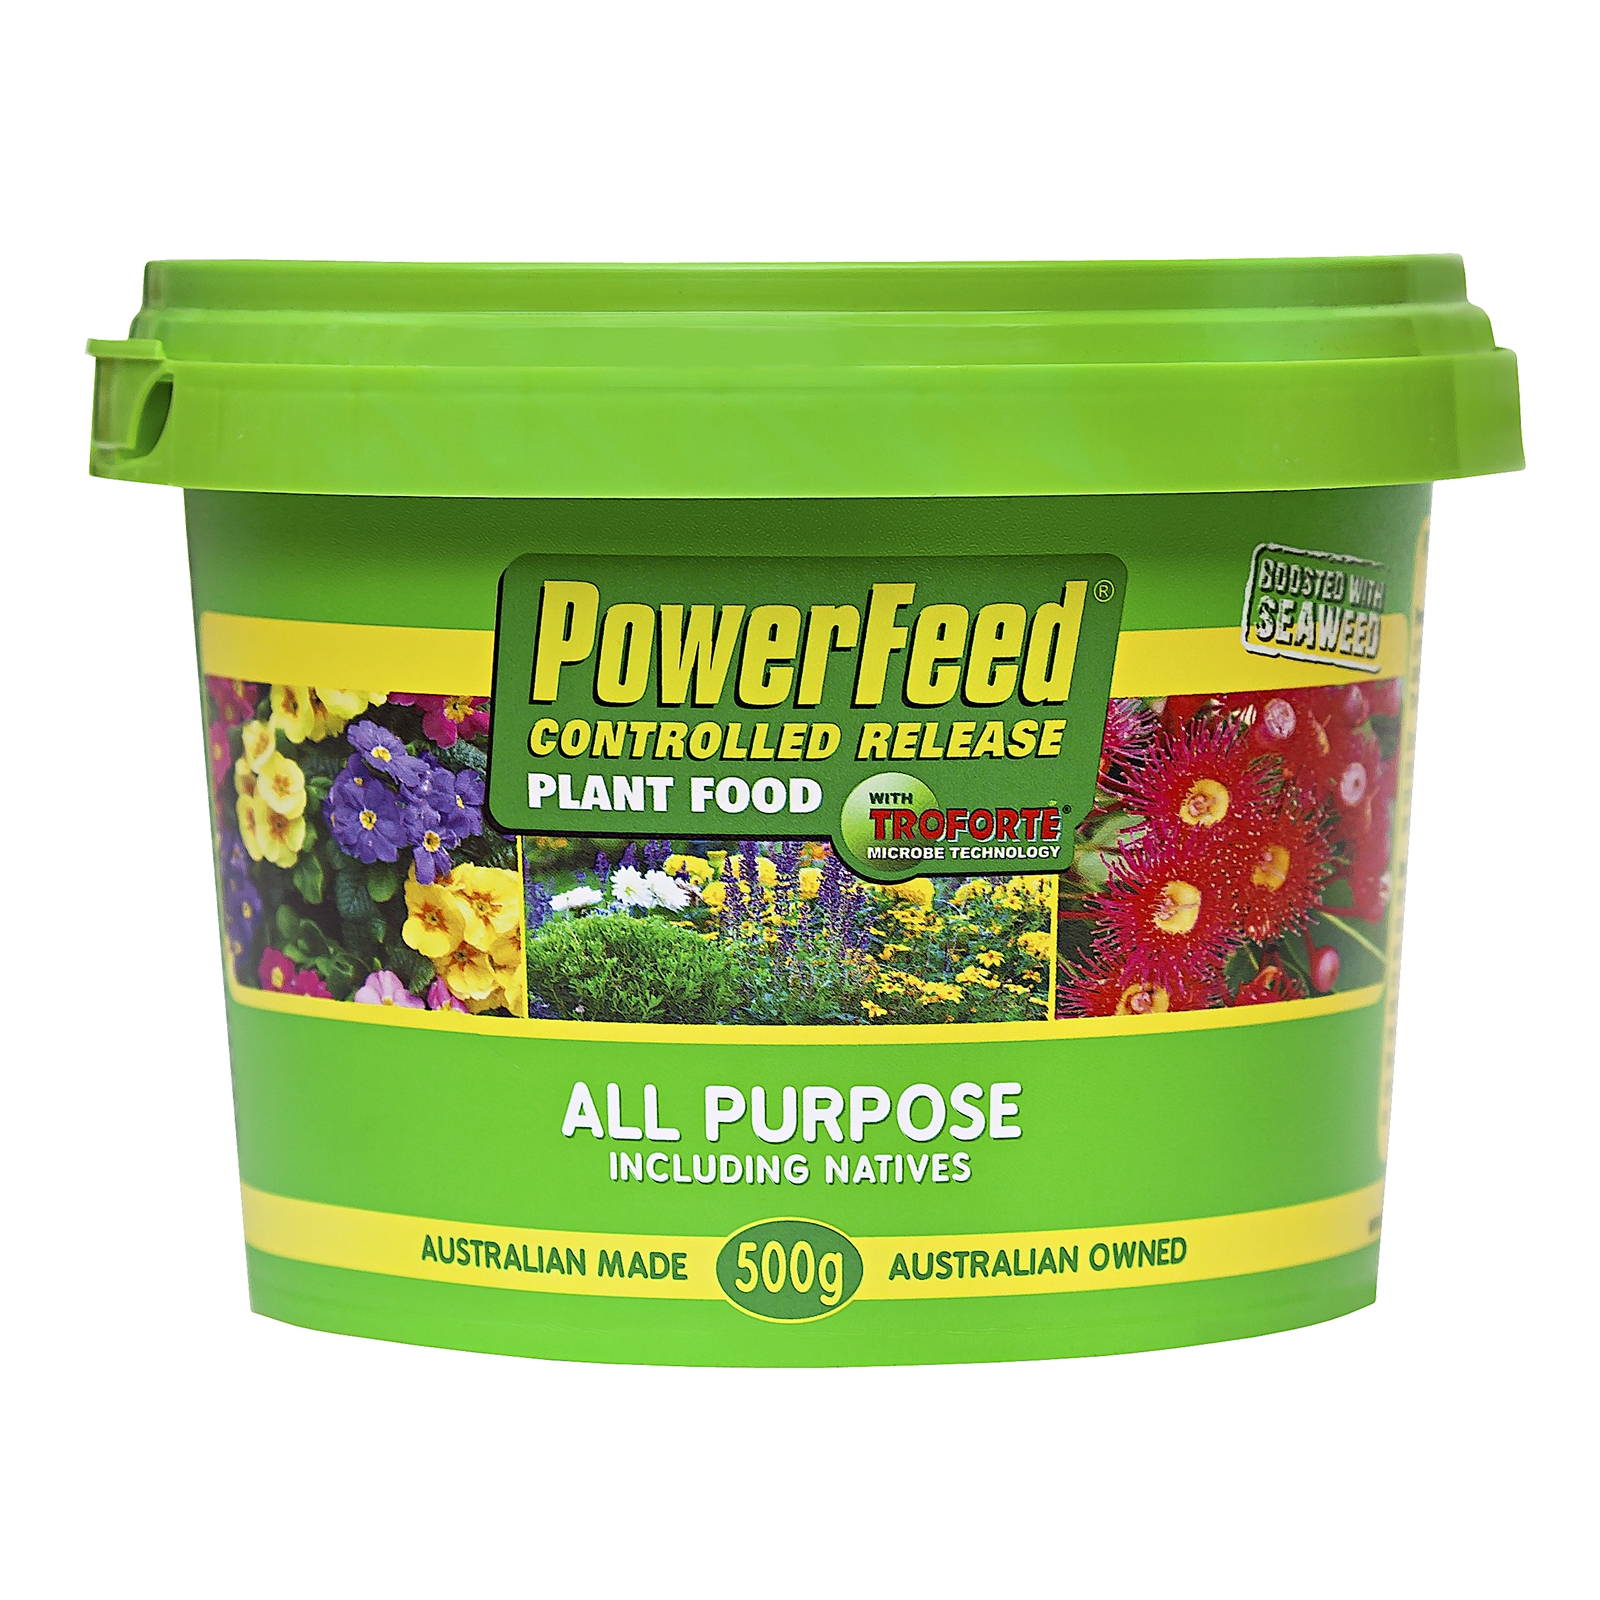 PowerFeed®
CONTROLLED RELEASE
PLANT FOOD
WITH
TROFORTE®
MICROBE TECHNOLOGY
BOOSTED WITH
SEAWEED
ALL PURPOSE
INCLUDING NATIVES
AUSTRALIAN MADE 500g AUSTRALIAN OWNED